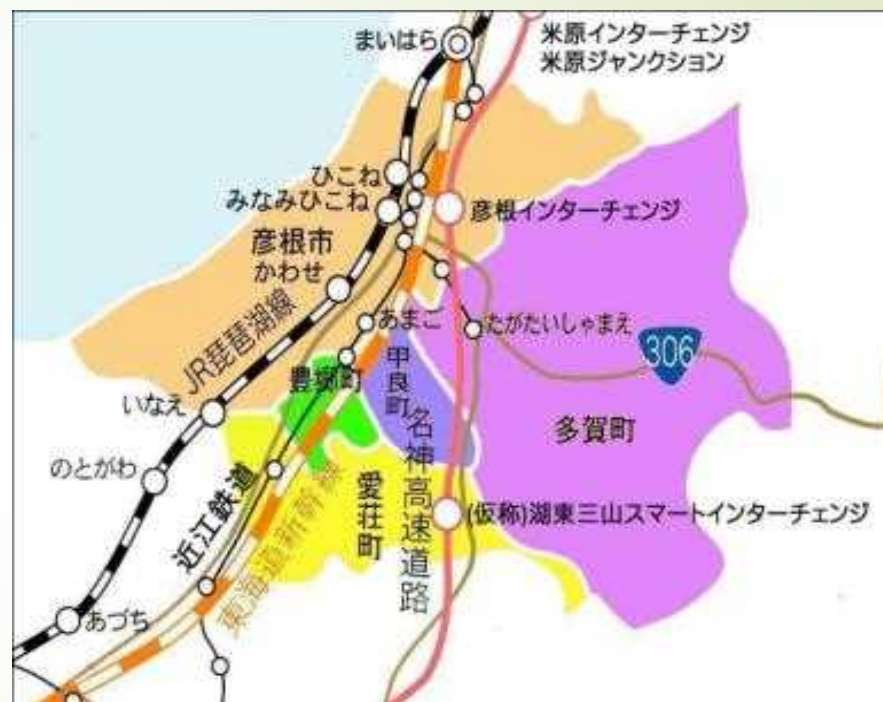 まいはら
米原インターチェンジ
米原ジャンクション
ひこね
みなみひこね
彦根インターチェンジ
彦根市
かわせ
JR琵琶湖線
あまご
たがたいしゃまえ
306
豊郷町
甲良町
いなえ
多賀町
のとがわ
近江鉄道
東海道新幹線
愛荘町
名神高速道路
(仮称)湖東三山スマートインターチェンジ
あづち